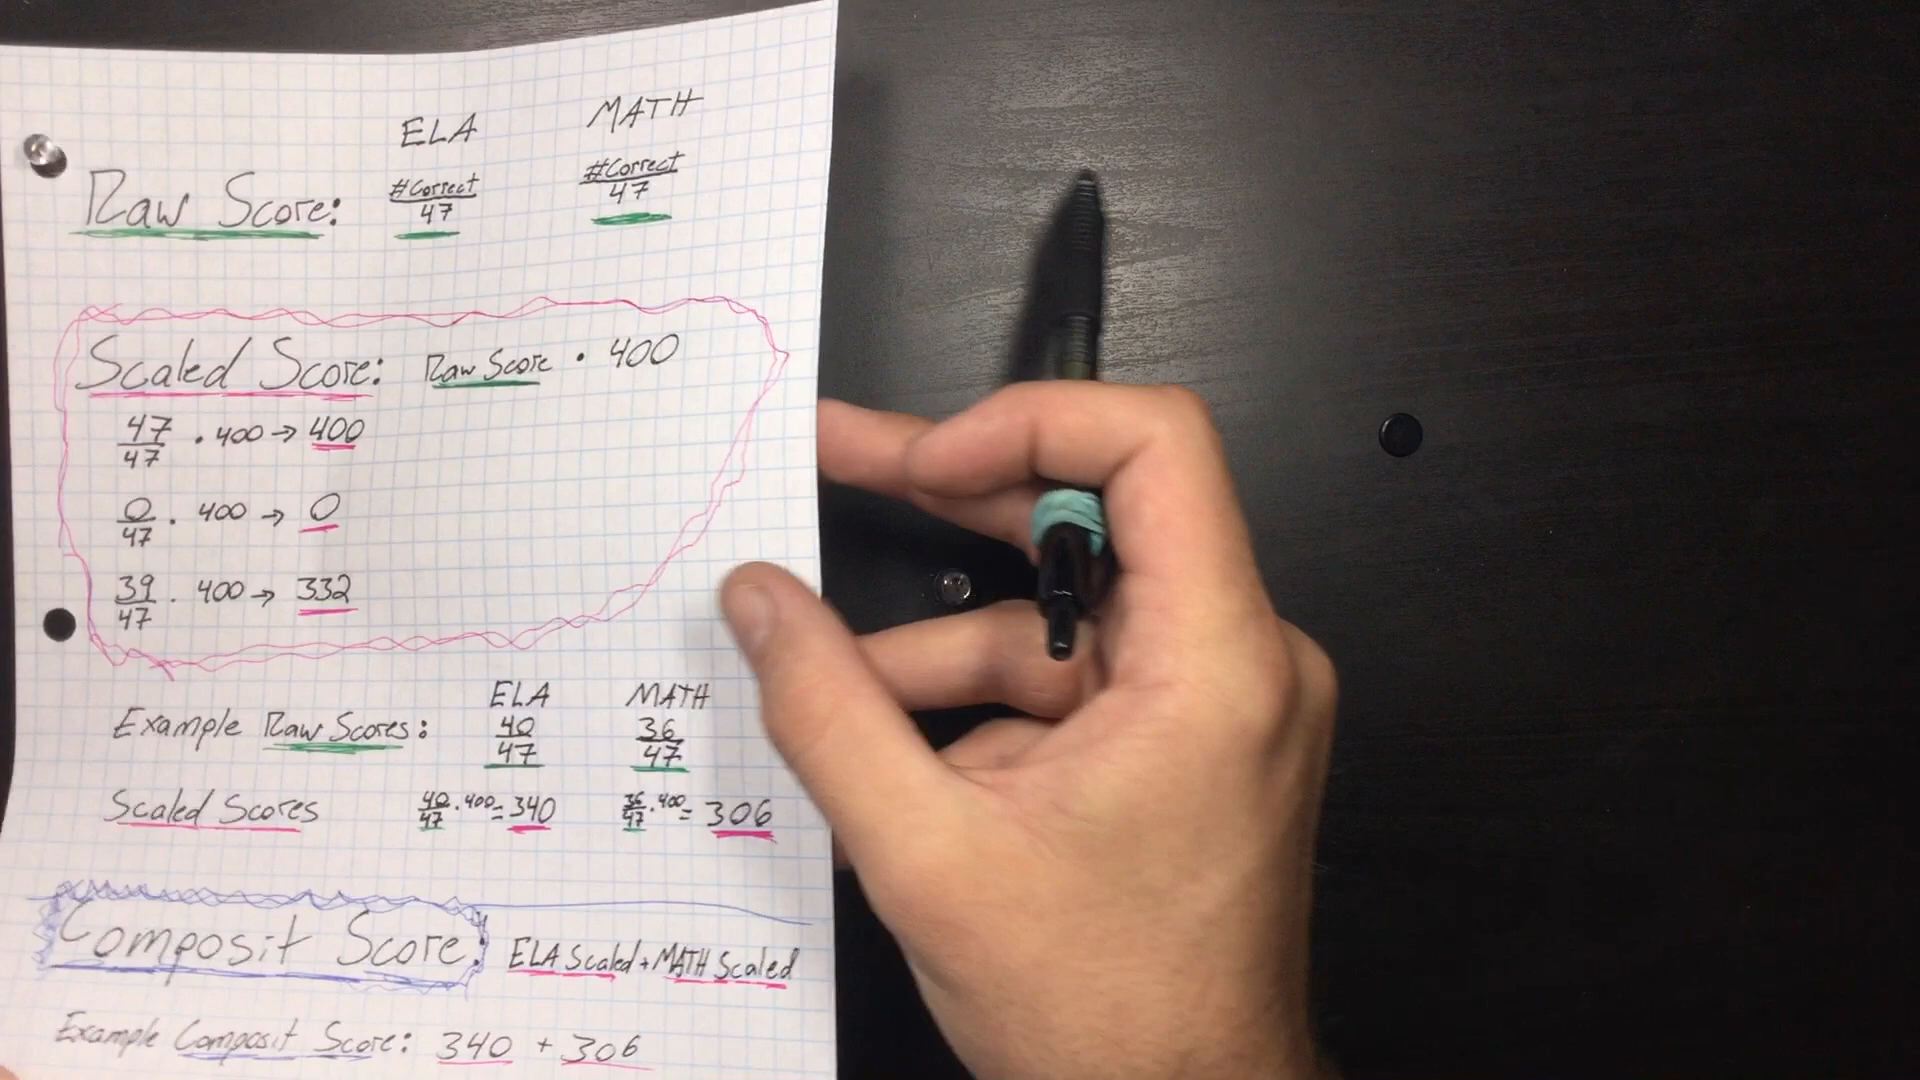 ELA MATH
Raw Score: #Correct/47 #Correct/47
Scaled Score: Raw Score · 400
47/47 · 400 → 400
0/47 · 400 → 0
39/47 · 400 → 332
ELA MATH
Example Raw Scores: 40/47 36/47
Scaled Scores 40/47 · 400 = 340 36/47 · 400 = 306
Composit Score: ELA Scaled + MATH Scaled
Example Composit Score: 340 + 306